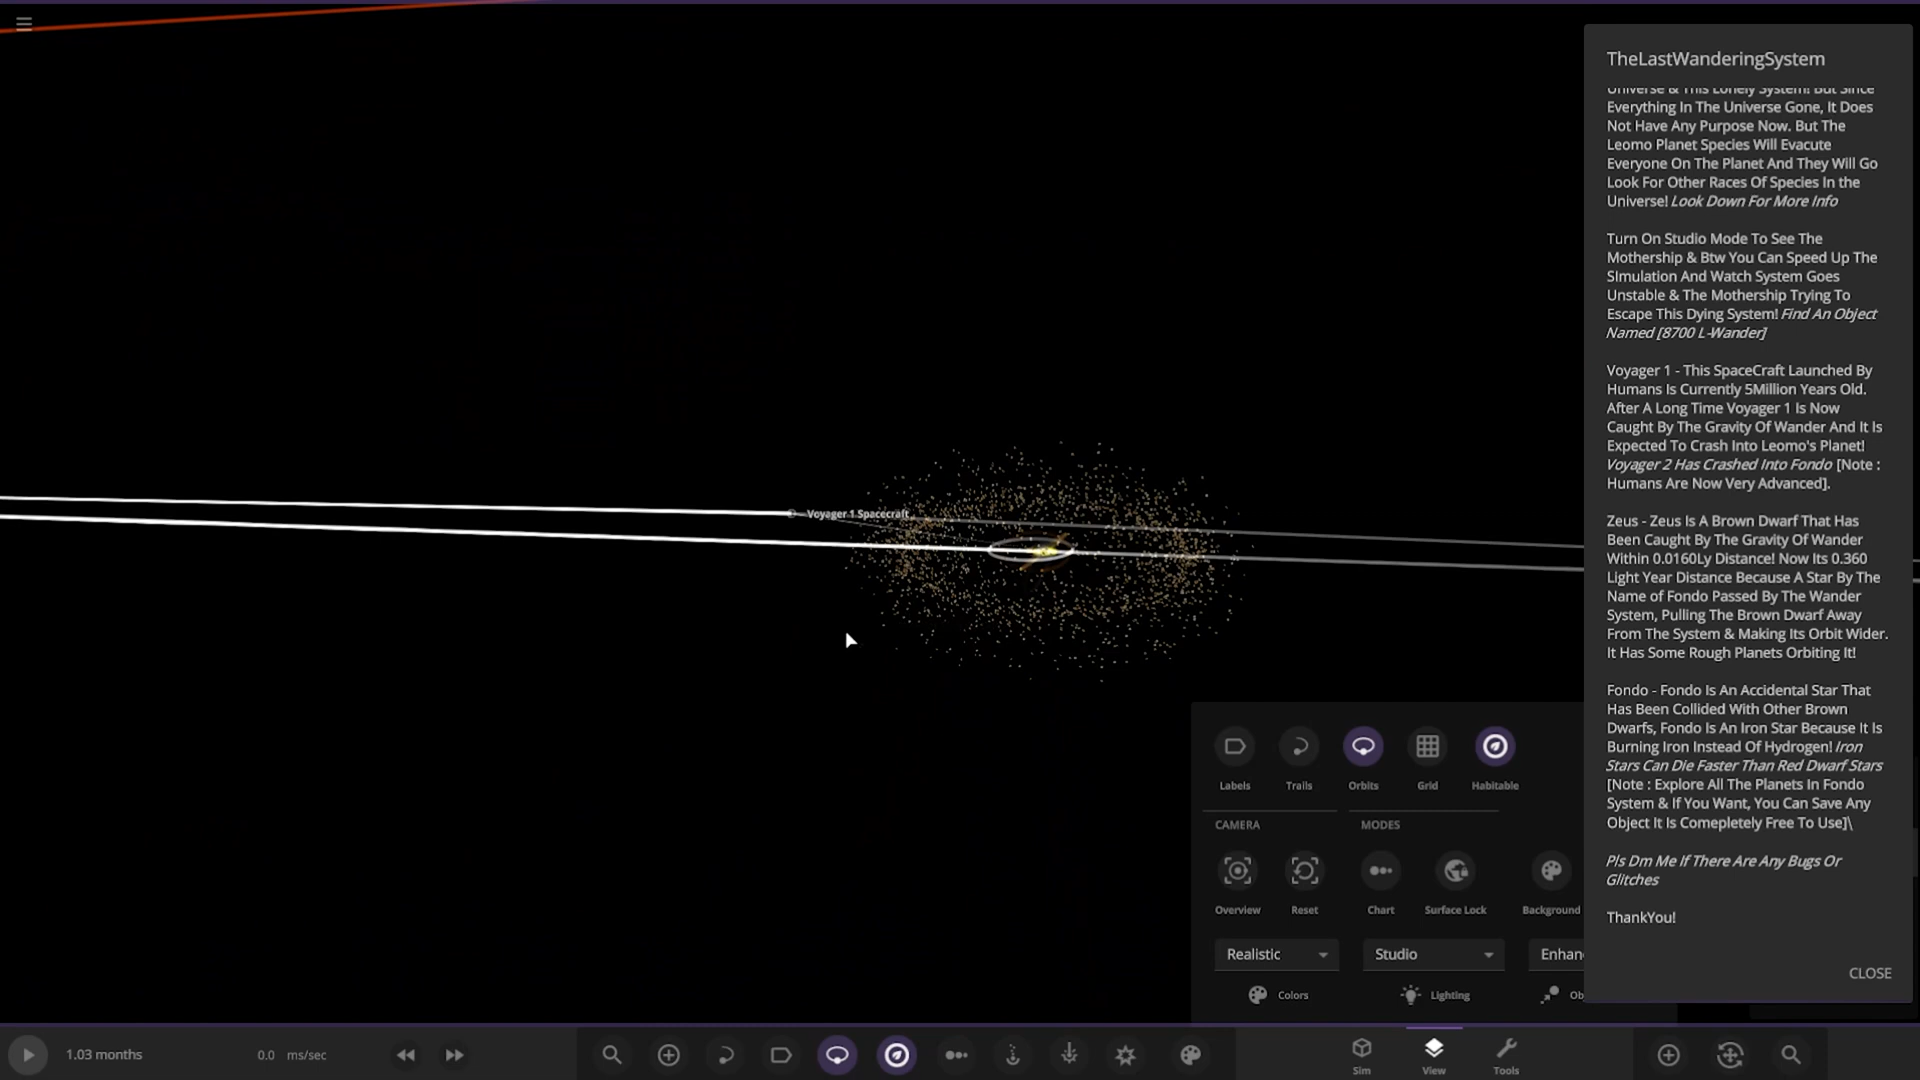 TheLastWanderingSystem
Universe & This Lonely System! But Since
Everything In The Universe Gone, It Does
Not Have Any Purpose Now. But The
Leomo Planet Species Will Evacute
Everyone On The Planet And They Will Go
Look For Other Races Of Species In the
Universe! Look Down For More Info
Turn On Studio Mode To See The
Mothership & Btw You Can Speed Up The
SImulation And Watch System Goes
Unstable & The Mothership Trying To
Escape This Dying System! Find An Object
Named [8700 L-Wander]
Voyager 1 - This SpaceCraft Launched By
Humans Is Currently 5Million Years Old.
After A Long Time Voyager 1 Is Now
Caught By The Gravity Of Wander And It Is
Expected To Crash Into Leomo's Planet!
Voyager 2 Has Crashed Into Fondo [Note :
Humans Are Now Very Advanced].
Zeus - Zeus Is A Brown Dwarf That Has
Been Caught By The Gravity Of Wander
Within 0.0160Ly Distance! Now Its 0.360
Light Year Distance Because A Star By The
Name of Fondo Passed By The Wander
System, Pulling The Brown Dwarf Away
From The System & Making Its Orbit Wider.
It Has Some Rough Planets Orbiting It!
Fondo - Fondo Is An Accidental Star That
Has Been Collided With Other Brown
Dwarfs, Fondo Is An Iron Star Because It Is
Burning Iron Instead Of Hydrogen! Iron
Stars Can Die Faster Than Red Dwarf Stars
[Note : Explore All The Planets In Fondo
System & If You Want, You Can Save Any
Object It Is Comepletely Free To Use]\
Pls Dm Me If There Are Any Bugs Or
Glitches
ThankYou!
CLOSE
Voyager 1 Spacecraft
Labels Trails Orbits Grid Habitable
CAMERA MODES
Overview Reset Chart Surface Lock Background
Realistic Studio Enhan
Colors Lighting Ob
1.03 months 0.0 ms/sec Sim View Tools